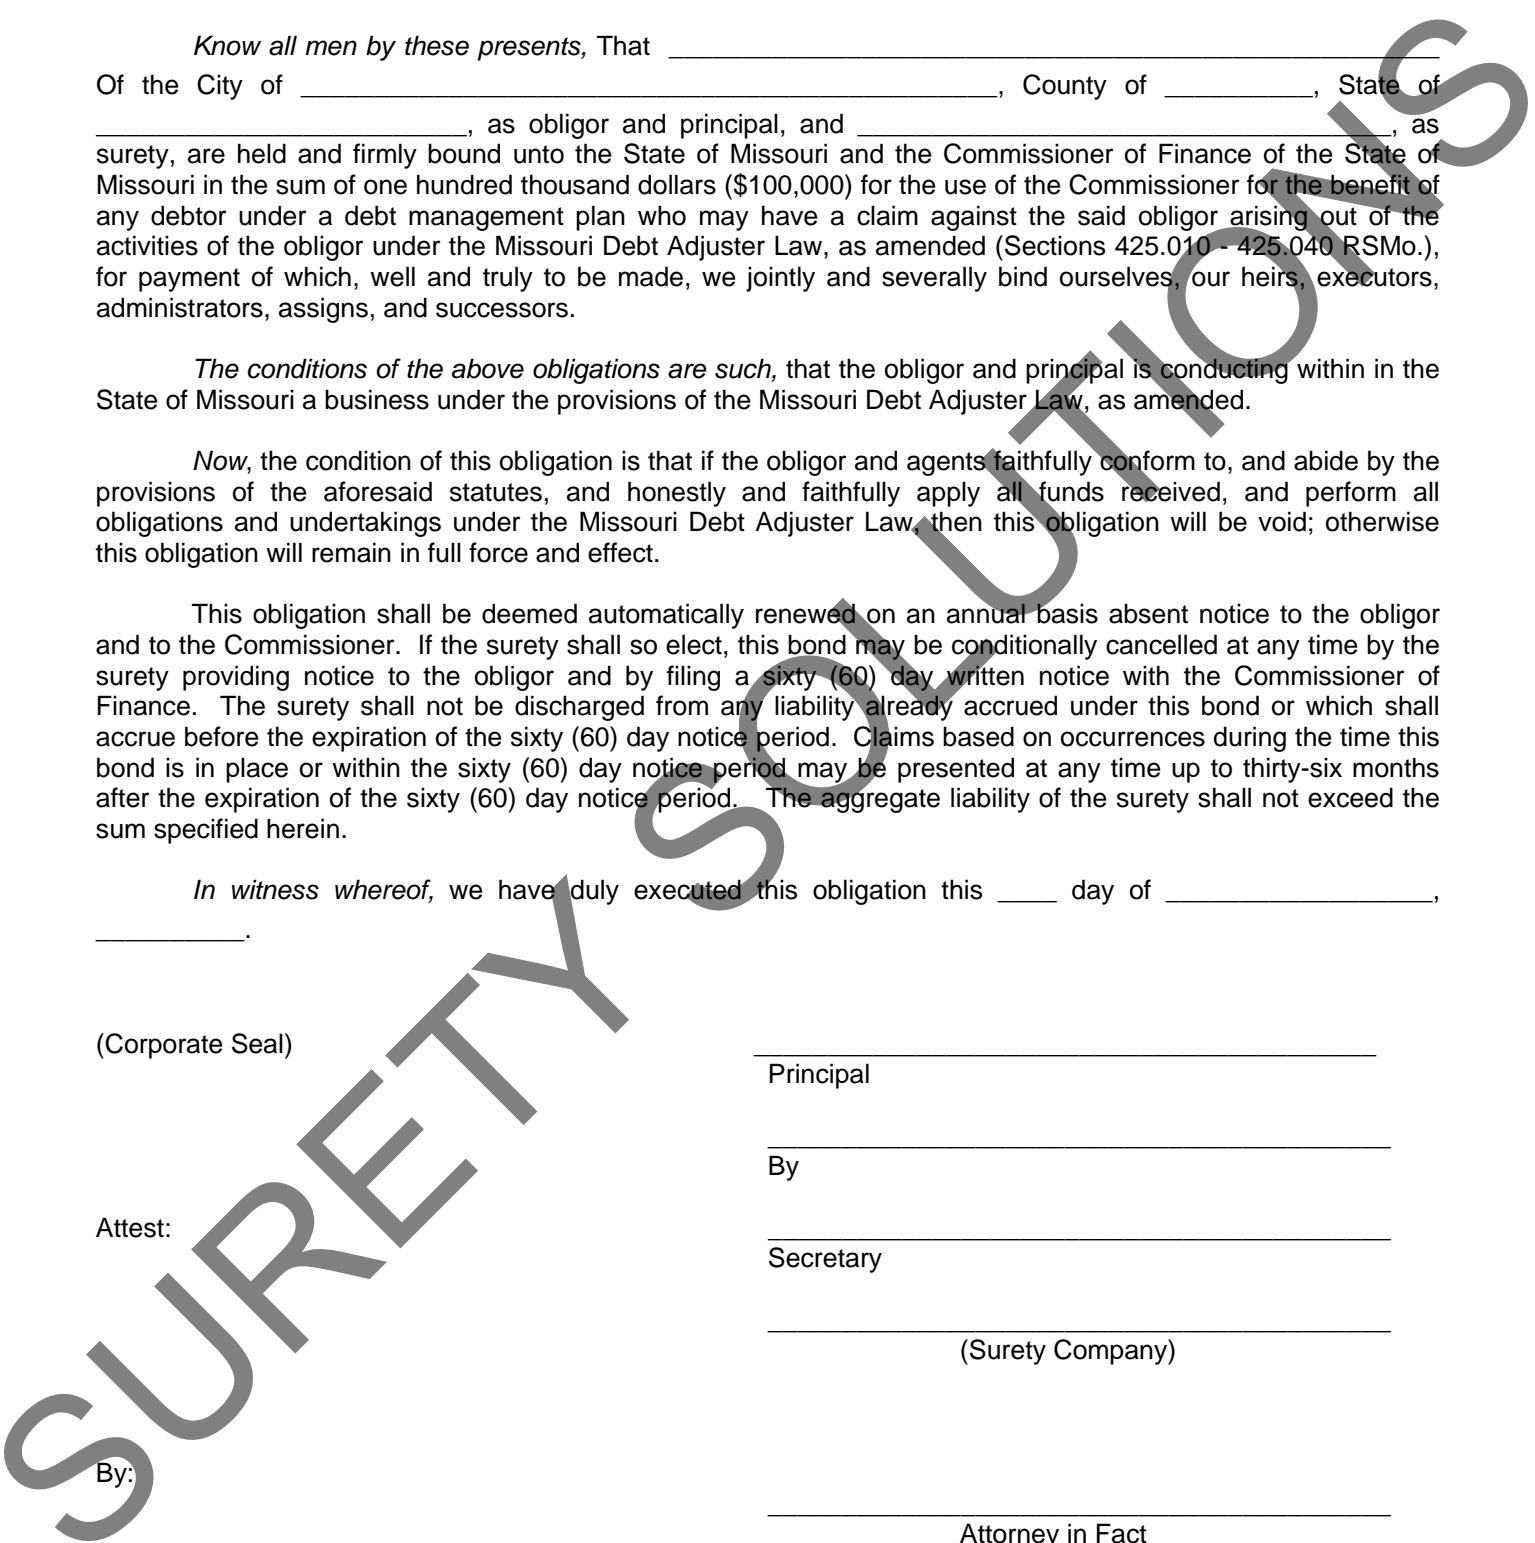 Know all men by these presents, That ____________________________________________________
Of the City of _______________________________________________, County of __________, State of
_________________________, as obligor and principal, and ____________________________________, as
surety, are held and firmly bound unto the State of Missouri and the Commissioner of Finance of the State of
Missouri in the sum of one hundred thousand dollars ($100,000) for the use of the Commissioner for the benefit of
any debtor under a debt management plan who may have a claim against the said obligor arising out of the
activities of the obligor under the Missouri Debt Adjuster Law, as amended (Sections 425.010 - 425.040 RSMo.),
for payment of which, well and truly to be made, we jointly and severally bind ourselves, our heirs, executors,
administrators, assigns, and successors.
The conditions of the above obligations are such, that the obligor and principal is conducting within in the
State of Missouri a business under the provisions of the Missouri Debt Adjuster Law, as amended.
Now, the condition of this obligation is that if the obligor and agents faithfully conform to, and abide by the
provisions of the aforesaid statutes, and honestly and faithfully apply all funds received, and perform all
obligations and undertakings under the Missouri Debt Adjuster Law, then this obligation will be void; otherwise
this obligation will remain in full force and effect.
This obligation shall be deemed automatically renewed on an annual basis absent notice to the obligor
and to the Commissioner. If the surety shall so elect, this bond may be conditionally cancelled at any time by the
surety providing notice to the obligor and by filing a sixty (60) day written notice with the Commissioner of
Finance. The surety shall not be discharged from any liability already accrued under this bond or which shall
accrue before the expiration of the sixty (60) day notice period. Claims based on occurrences during the time this
bond is in place or within the sixty (60) day notice period may be presented at any time up to thirty-six months
after the expiration of the sixty (60) day notice period. The aggregate liability of the surety shall not exceed the
sum specified herein.
In witness whereof, we have duly executed this obligation this ____ day of __________________,
__________.
(Corporate Seal) __________________________________________
Principal
__________________________________________
By
Attest: __________________________________________
Secretary
__________________________________________
(Surety Company)
By:
__________________________________________
Attorney in Fact
SURETY SOLUTIONS